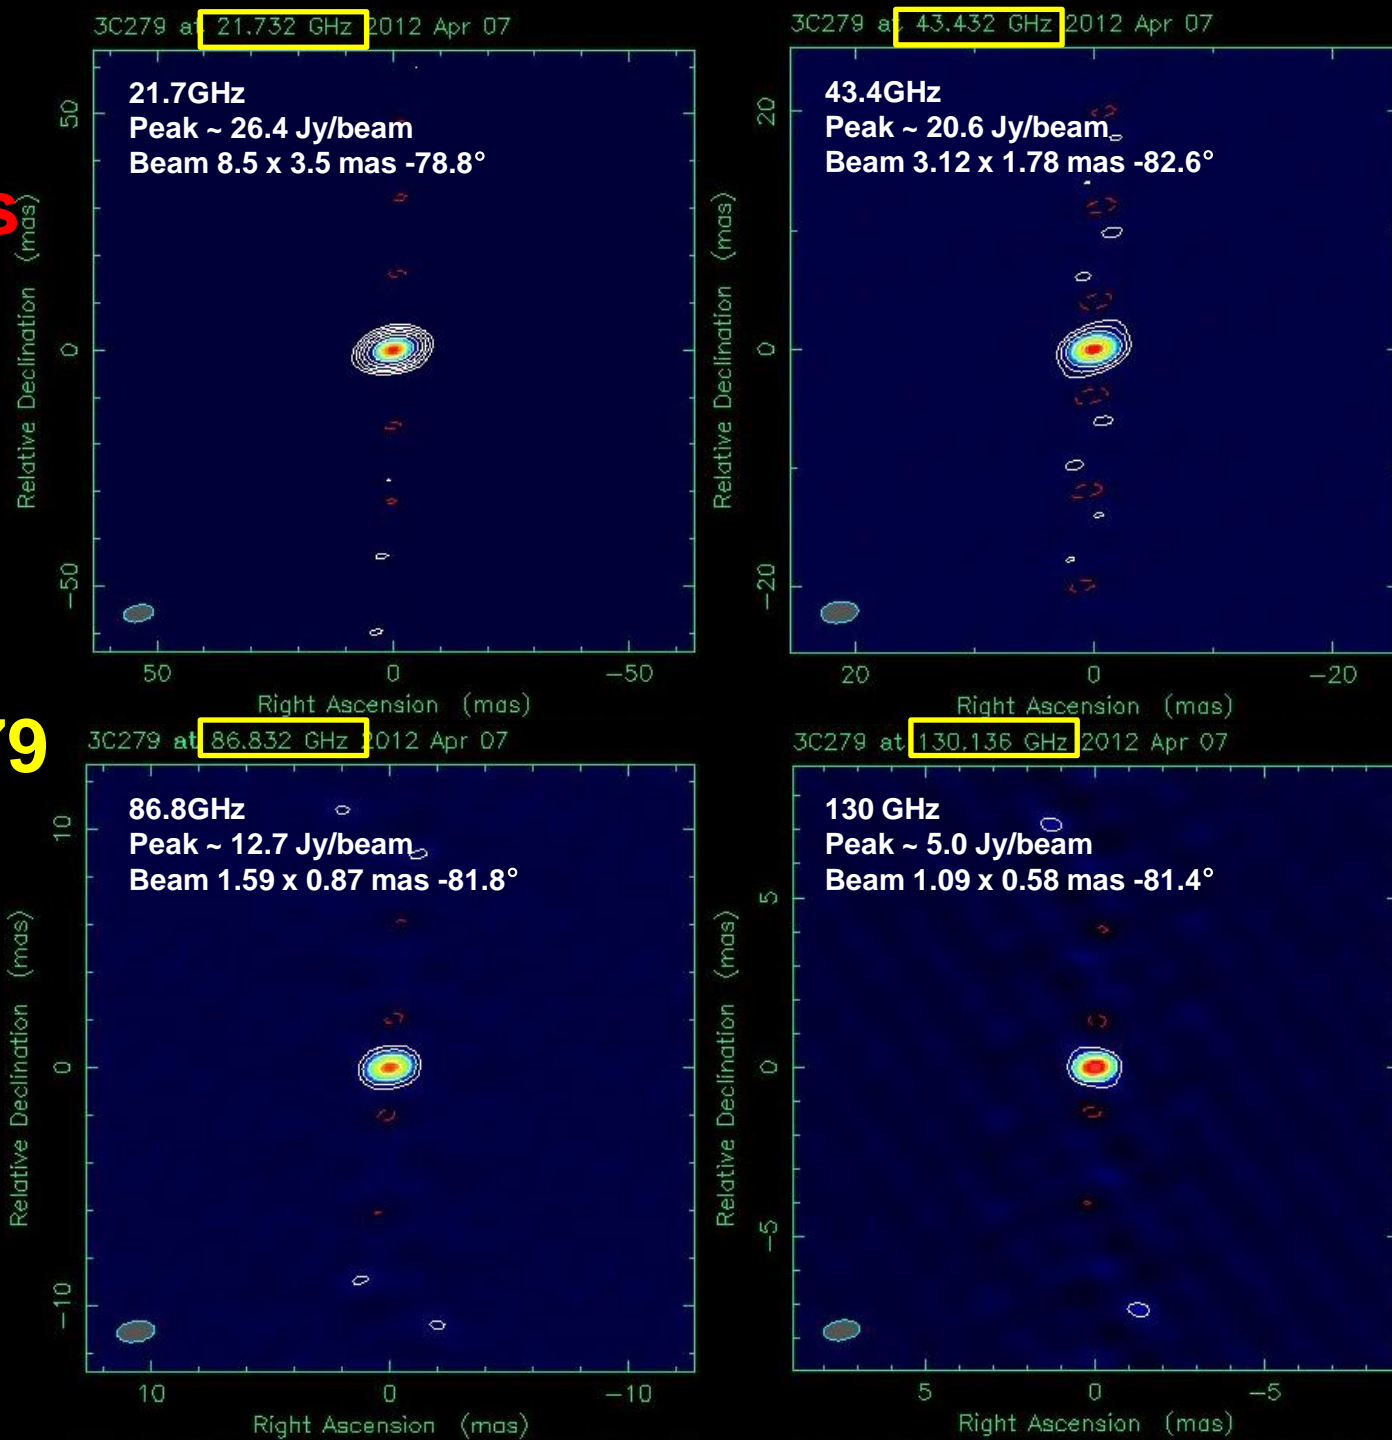 3C279 at 21.732 GHz 2012 Apr 07
21.7GHz
Peak ~ 26.4 Jy/beam
Beam 8.5 x 3.5 mas -78.8°
50
0
−50
Relative Declination (mas)
50 0 −50
Right Ascension (mas)
3C279 at 43.432 GHz 2012 Apr 07
43.4GHz
Peak ~ 20.6 Jy/beam
Beam 3.12 x 1.78 mas -82.6°
20
0
−20
Relative Declination (mas)
20 0 −20
Right Ascension (mas)
s
79
3C279 at 86.832 GHz 2012 Apr 07
86.8GHz
Peak ~ 12.7 Jy/beam
Beam 1.59 x 0.87 mas -81.8°
10
0
−10
Relative Declination (mas)
10 0 −10
Right Ascension (mas)
3C279 at 130.136 GHz 2012 Apr 07
130 GHz
Peak ~ 5.0 Jy/beam
Beam 1.09 x 0.58 mas -81.4°
5
0
−5
Relative Declination (mas)
5 0 −5
Right Ascension (mas)